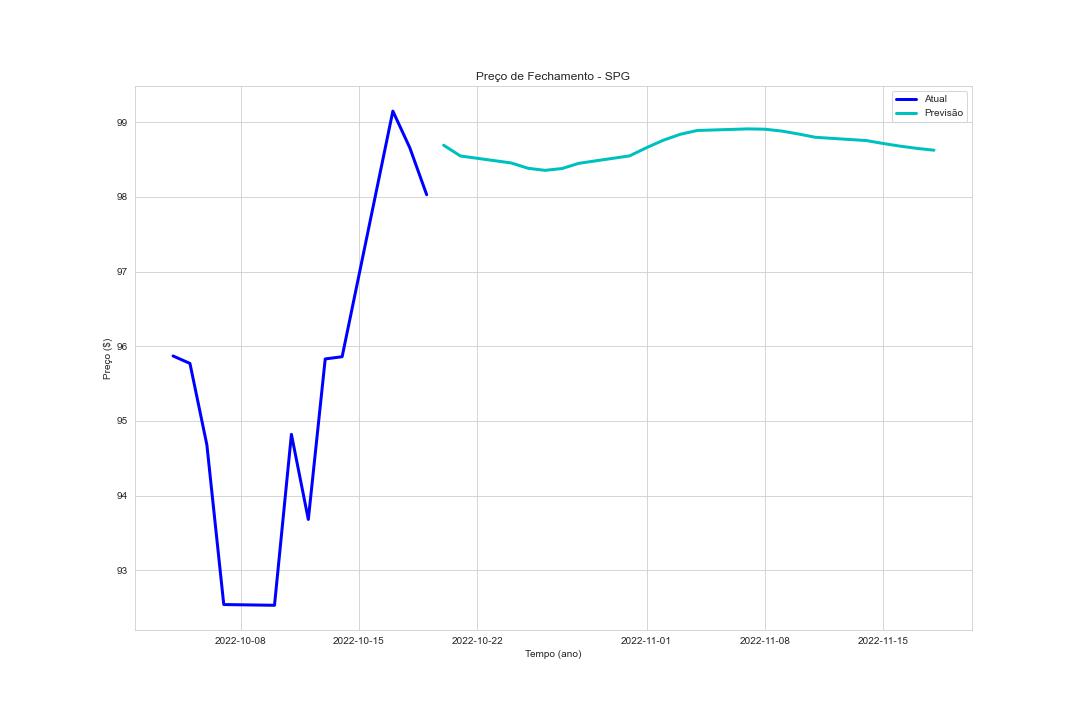 Preço de Fechamento - SPG
Atual
Previsão
99
98
97
96
95
94
93
Preço ($)
2022-10-08
2022-10-15
2022-10-22
2022-11-01
2022-11-08
2022-11-15
Tempo (ano)